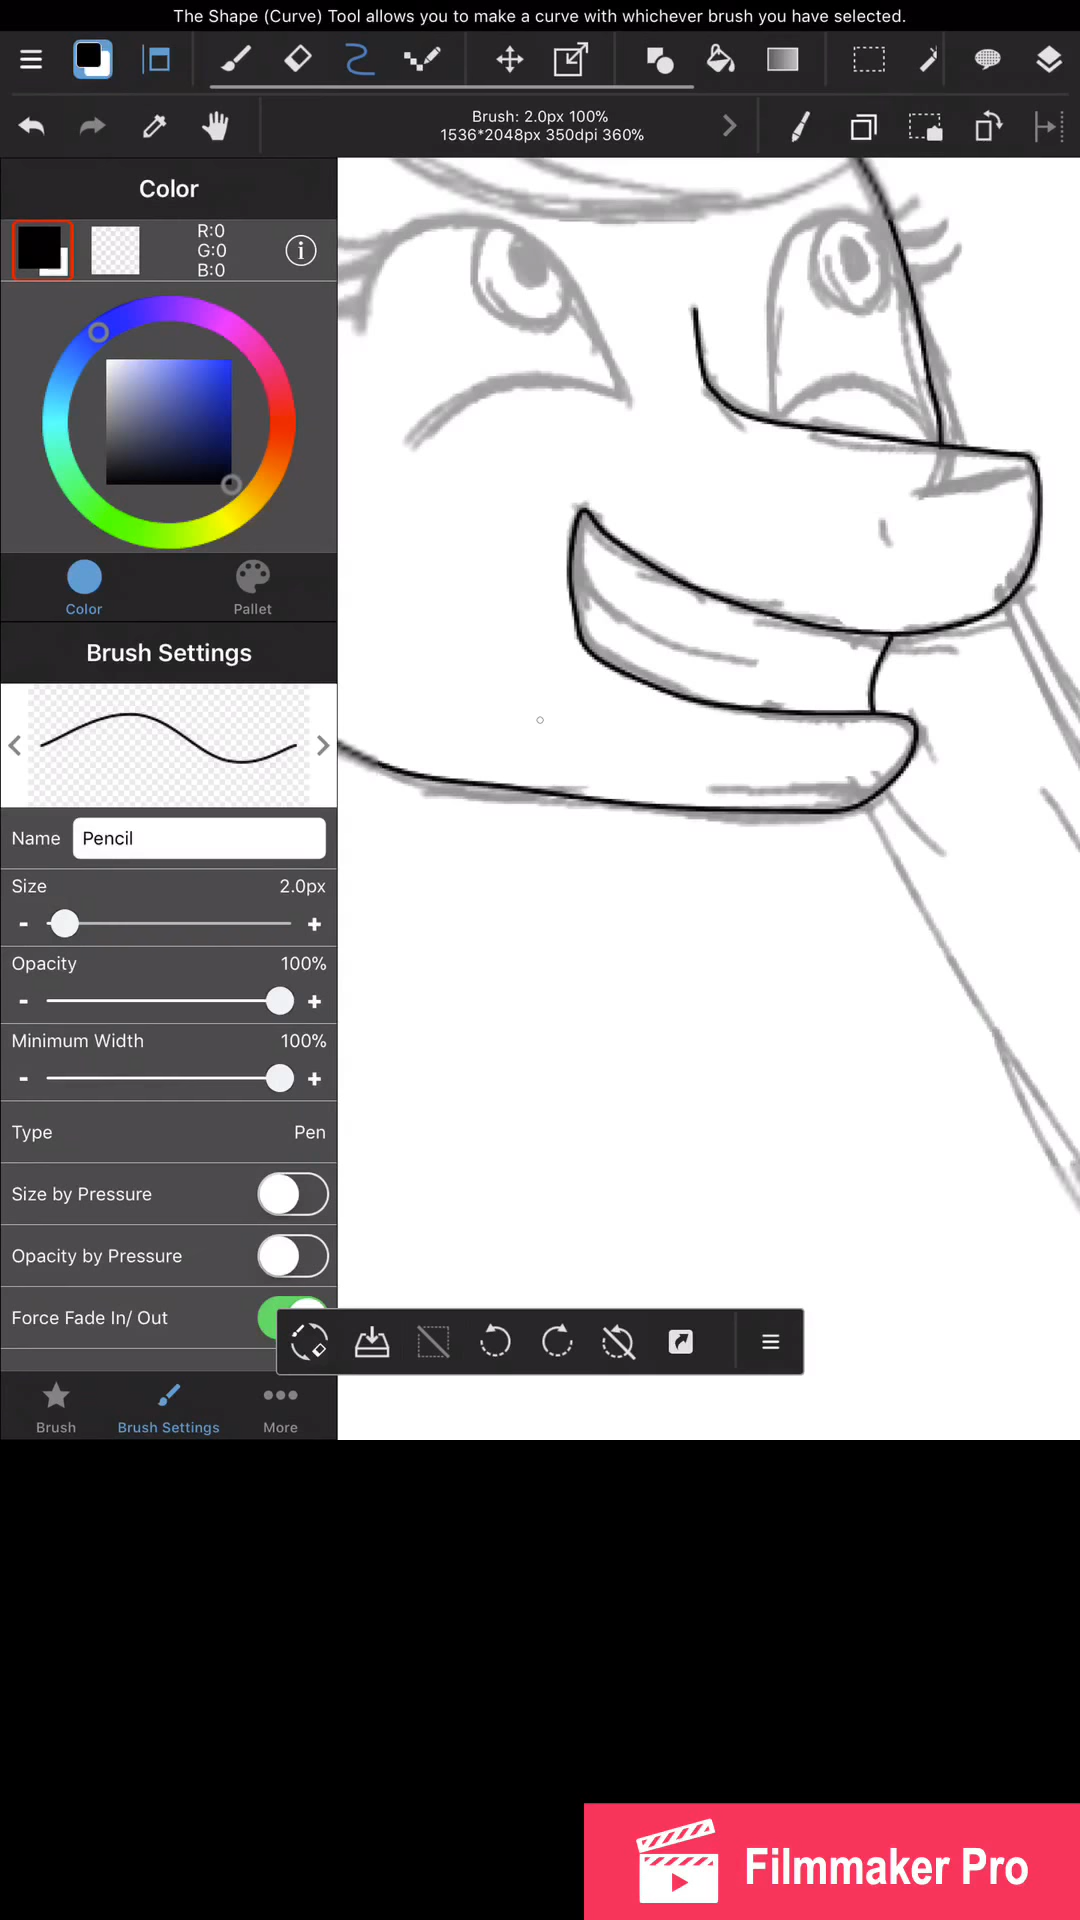 The Shape (Curve) Tool allows you to make a curve with whichever brush you have selected.
Brush: 2.0px 100%
1536*2048px 350dpi 360%
Color
R:0
G:0
B:0
i
Color
Pallet
Brush Settings
Name
Pencil
Size
2.0px
- +
Opacity
100%
- +
Minimum Width
100%
- +
Type
Pen
Size by Pressure
Opacity by Pressure
Force Fade In/ Out
Brush
Brush Settings
More
Filmmaker Pro